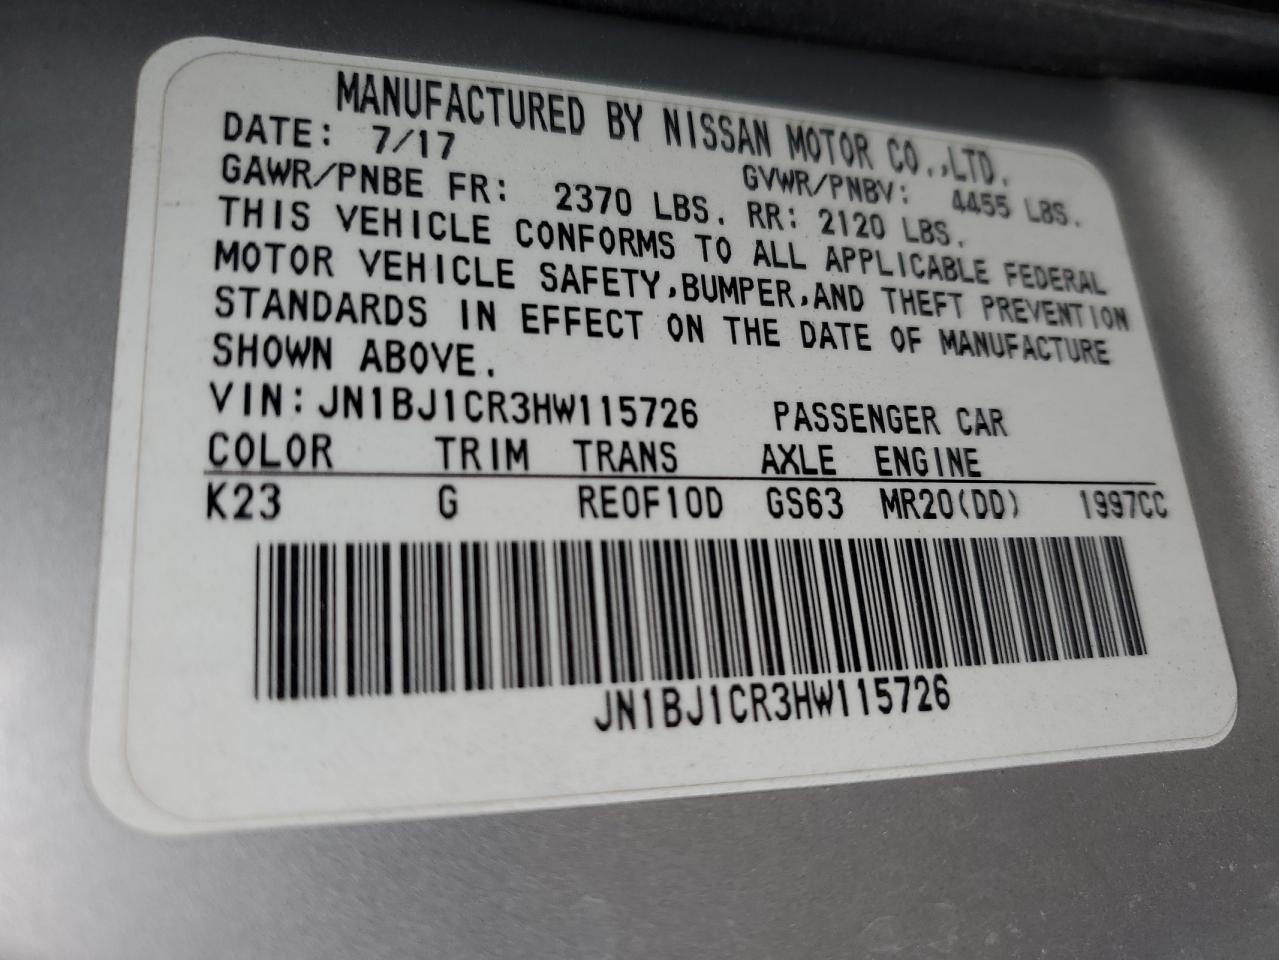 MANUFACTURED BY NISSAN MOTOR CO.,LTD.
DATE: 7/17 GVWR/PNBV: 4455 LBS.
GAWR/PNBE FR: 2370 LBS. RR: 2120 LBS.
THIS VEHICLE CONFORMS TO ALL APPLICABLE FEDERAL
MOTOR VEHICLE SAFETY,BUMPER,AND THEFT PREVENTION
STANDARDS IN EFFECT ON THE DATE OF MANUFACTURE
SHOWN ABOVE.
VIN: JN1BJ1CR3HW115726 PASSENGER CAR
COLOR TRIM TRANS AXLE ENGINE
K23 G RE0F10D GS63 MR20(DD) 1997CC
JN1BJ1CR3HW115726